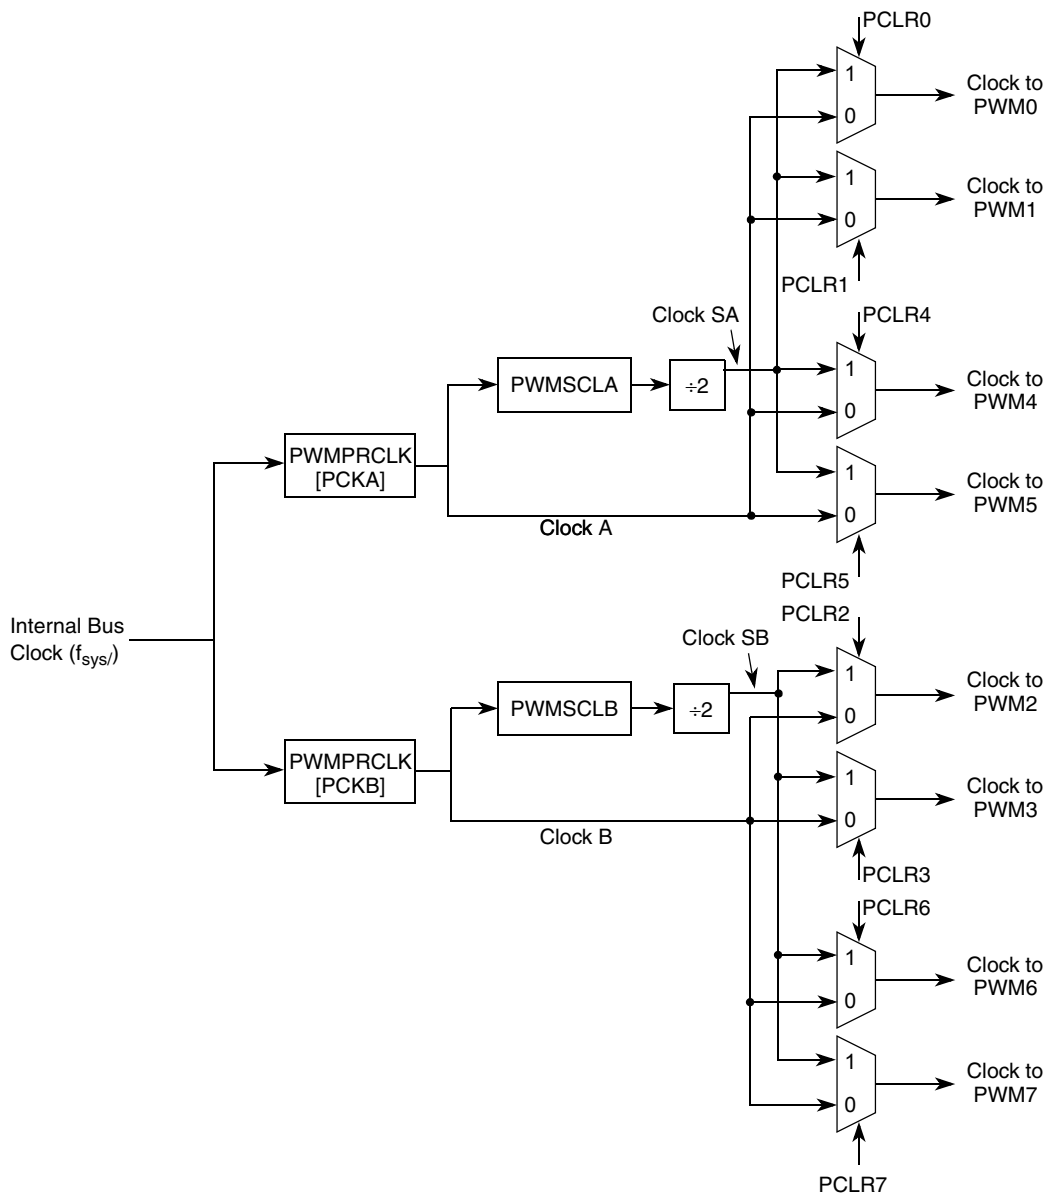 PCLR0
1
0
Clock to
PWM0
1
0
Clock to
PWM1
PCLR1
Clock SA
PCLR4
PWMSCLA
÷2
1
0
Clock to
PWM4
PWMPRCLK
[PCKA]
1
0
Clock to
PWM5
Clock A
PCLR5
Internal Bus
Clock (fsys/)
PCLR2
Clock SB
PWMSCLB
÷2
1
0
Clock to
PWM2
PWMPRCLK
[PCKB]
1
0
Clock to
PWM3
Clock B
PCLR3
PCLR6
1
0
Clock to
PWM6
1
0
Clock to
PWM7
PCLR7